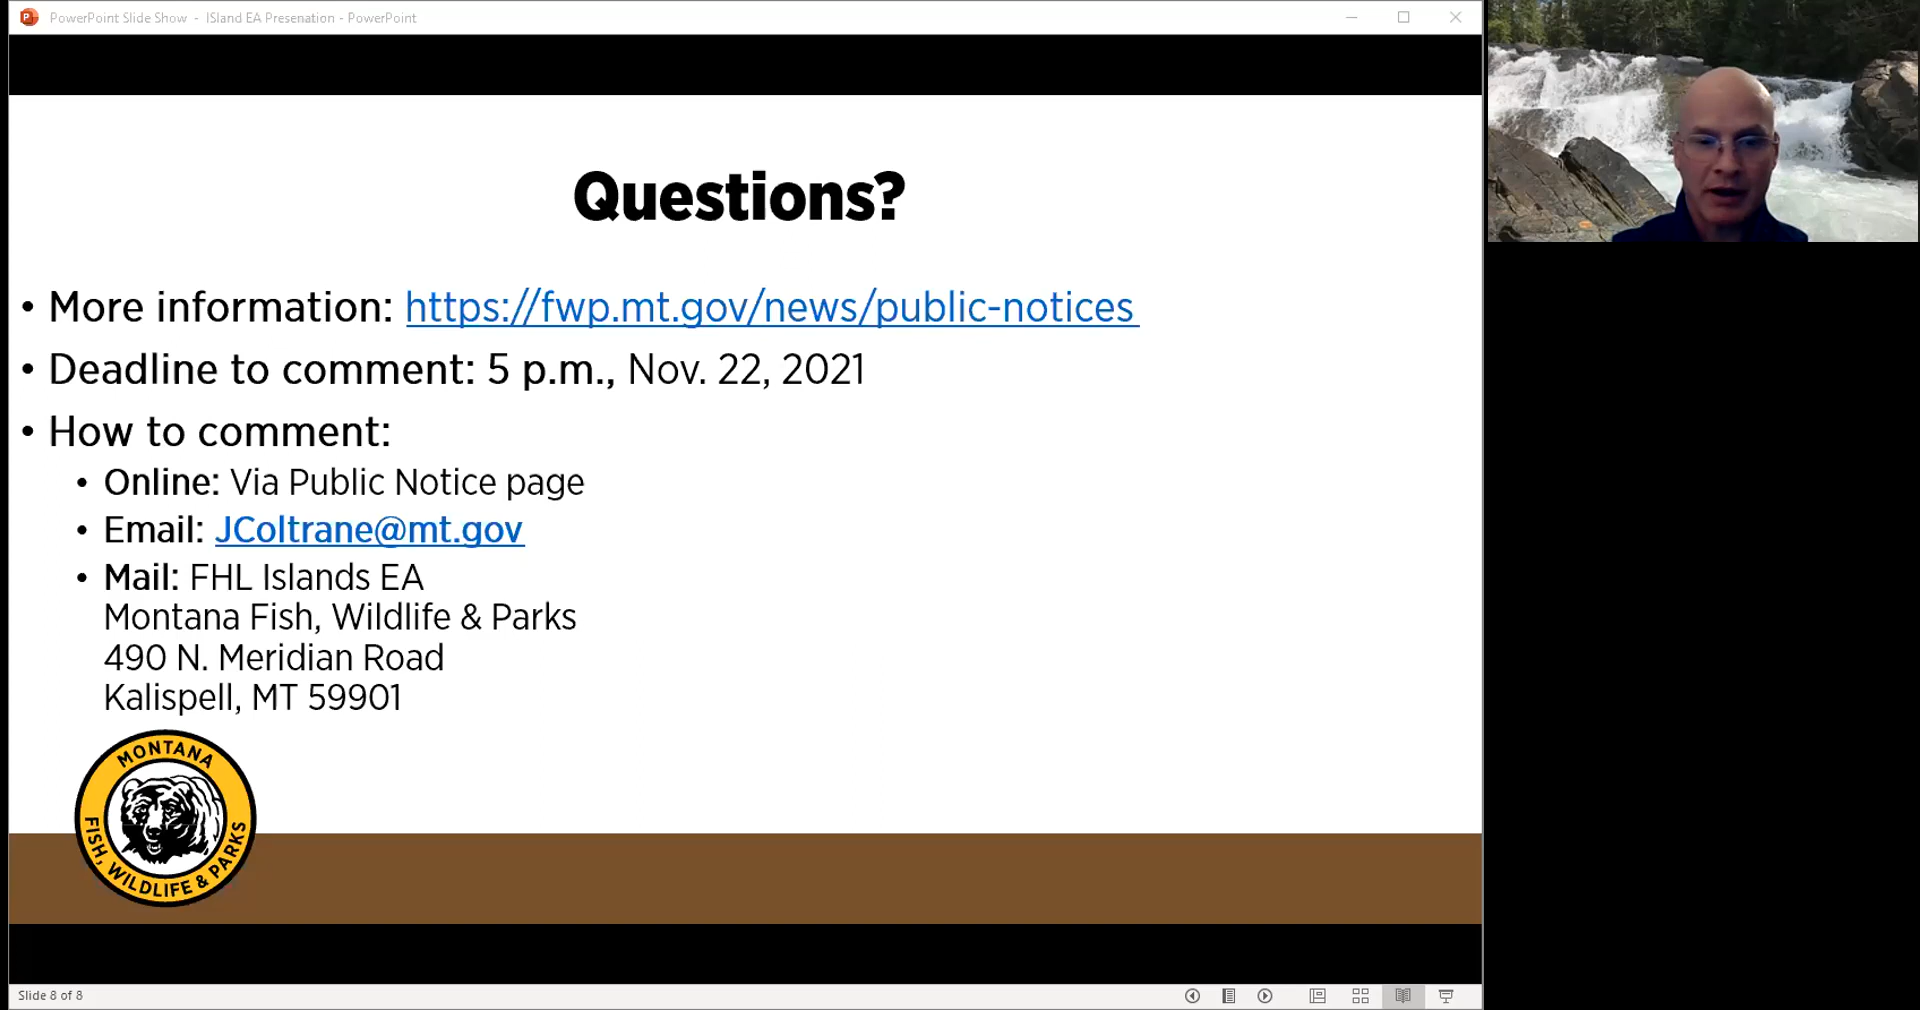 PowerPoint Slide Show - ISland EA Presenation - PowerPoint
Questions?
• More information: https://fwp.mt.gov/news/public-notices
• Deadline to comment: 5 p.m., Nov. 22, 2021
• How to comment:
• Online: Via Public Notice page
• Email: JColtrane@mt.gov
• Mail: FHL Islands EA
Montana Fish, Wildlife & Parks
490 N. Meridian Road
Kalispell, MT 59901
MONTANA
FISH, WILDLIFE & PARKS
Slide 8 of 8